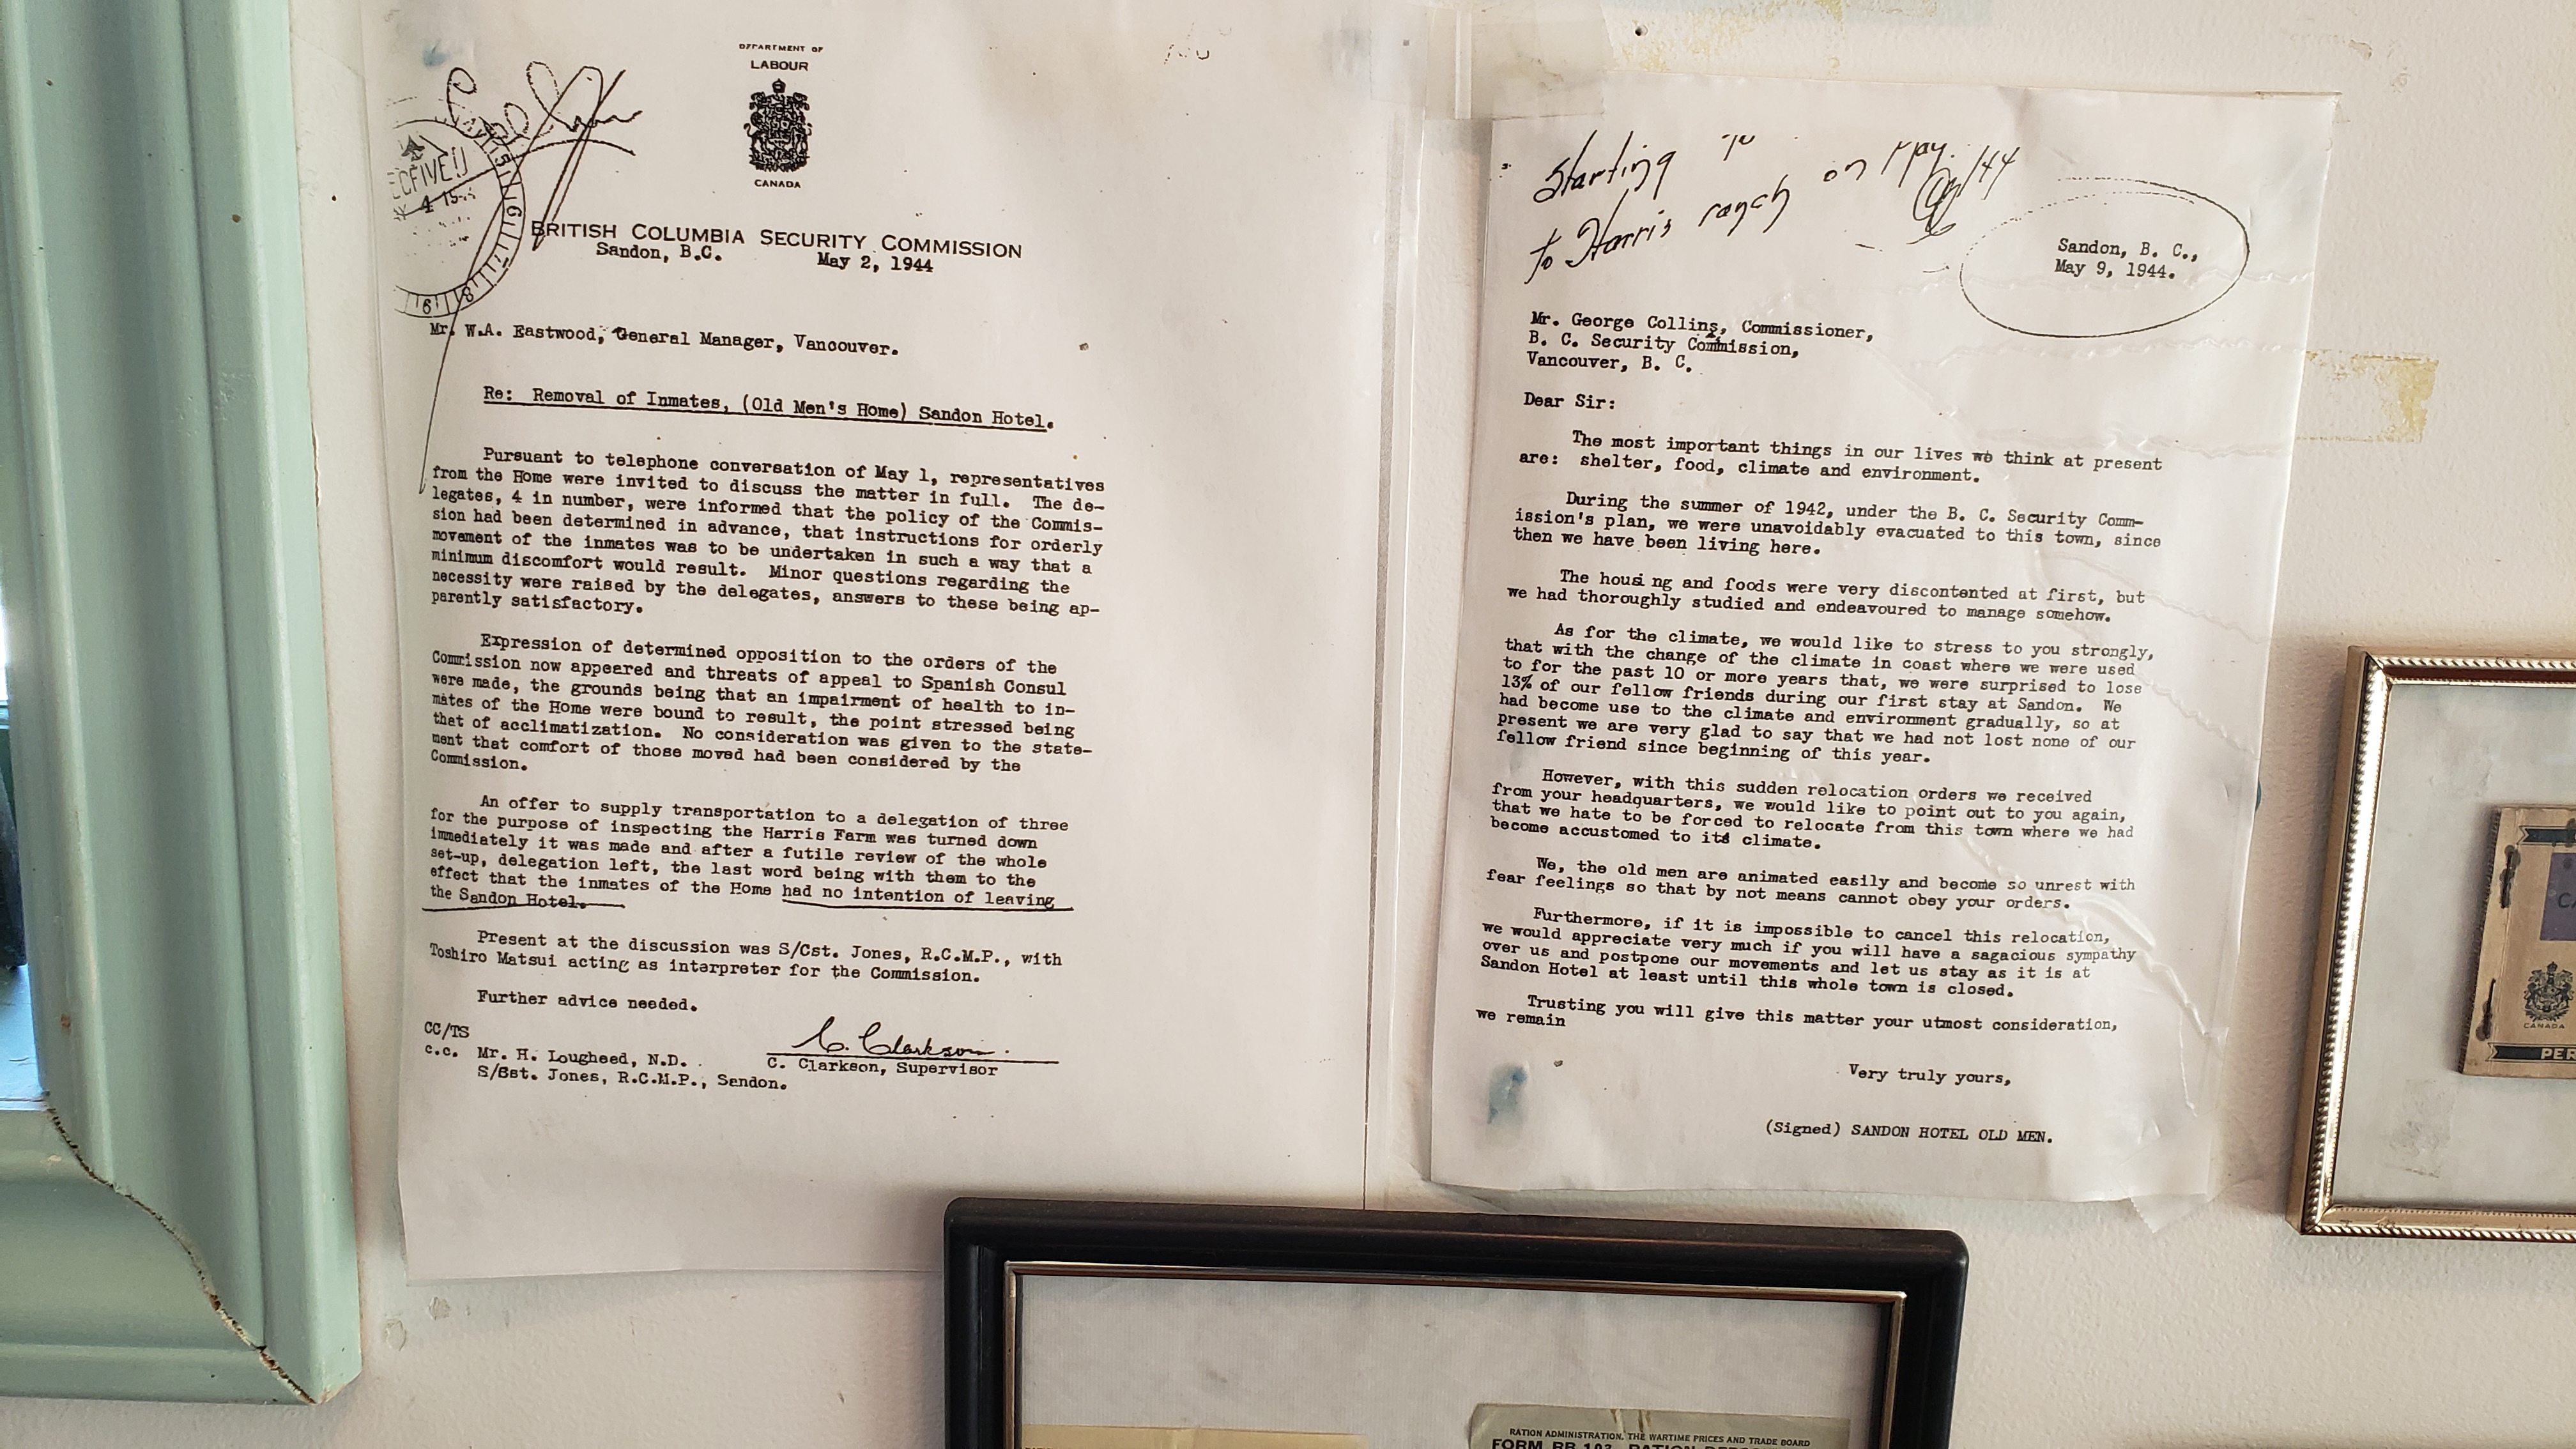 DEPARTMENT OF
LABOUR
CANADA
BRITISH COLUMBIA SECURITY COMMISSION
Sandon, B.C. May 2, 1944
Mr. W.A. Eastwood, General Manager, Vancouver.
Re: Removal of Inmates, (Old Men's Home) Sandon Hotel.
Pursuant to telephone conversation of May 1, representatives
from the Home were invited to discuss the matter in full. The de-
legates, 4 in number, were informed that the policy of the Commis-
sion had been determined in advance, that instructions for orderly
movement of the inmates was to be undertaken in such a way that a
minimum discomfort would result. Minor questions regarding the
necessity were raised by the delegates, answers to these being ap-
parently satisfactory.
Expression of determined opposition to the orders of the
Commission now appeared and threats of appeal to Spanish Consul
were made, the grounds being that an impairment of health to in-
mates of the Home were bound to result, the point stressed being
that of acclimatization. No consideration was given to the state-
ment that comfort of those moved had been considered by the
Commission.
An offer to supply transportation to a delegation of three
for the purpose of inspecting the Harris Farm was turned down
immediately it was made and after a futile review of the whole
set-up, delegation left, the last word being with them to the
effect that the inmates of the Home had no intention of leaving
the Sandon Hotel.
Present at the discussion was S/Cst. Jones, R.C.M.P., with
Toshiro Matsui acting as interpreter for the Commission.
Further advice needed.
CC/TS
c.c. Mr. H. Lougheed, N.D.
S/Cst. Jones, R.C.M.P., Sandon.
C. Clarkson
C. Clarkson, Supervisor
Starting
to Harris ranch on May /44
Sandon, B. C.,
May 9, 1944.
Mr. George Collins, Commissioner,
B. C. Security Commission,
Vancouver, B. C.
Dear Sir:
The most important things in our lives we think at present
are: shelter, food, climate and environment.
During the summer of 1942, under the B. C. Security Comm-
ission's plan, we were unavoidably evacuated to this town, since
then we have been living here.
The housi ng and foods were very discontented at first, but
we had thoroughly studied and endeavoured to manage somehow.
As for the climate, we would like to stress to you strongly,
that with the change of the climate in coast where we were used
to for the past 10 or more years that, we were surprised to lose
13% of our fellow friends during our first stay at Sandon. We
had become use to the climate and environment gradually, so at
present we are very glad to say that we had not lost none of our
fellow friend since beginning of this year.
However, with this sudden relocation orders we received
from your headquarters, we would like to point out to you again,
that we hate to be forced to relocate from this town where we had
become accustomed to its climate.
We, the old men are animated easily and become so unrest with
fear feelings so that by not means cannot obey your orders.
Furthermore, if it is impossible to cancel this relocation,
we would appreciate very much if you will have a sagacious sympathy
over us and postpone our movements and let us stay as it is at
Sandon Hotel at least until this whole town is closed.
Trusting you will give this matter your utmost consideration,
we remain
Very truly yours,
(Signed) SANDON HOTEL OLD MEN.
CANADA
RATION ADMINISTRATION. THE WARTIME PRICES AND TRADE BOARD